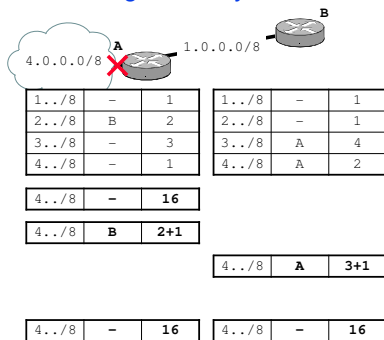 B
A
1.0.0.0/8
4.0.0.0/8
1../8 – 1 1../8 – 1
2../8 B 2 2../8 – 1
3../8 – 3 3../8 A 4
4../8 – 1 4../8 A 2
4../8 – 16
4../8 B 2+1
4../8 A 3+1
4../8 – 16 4../8 – 16